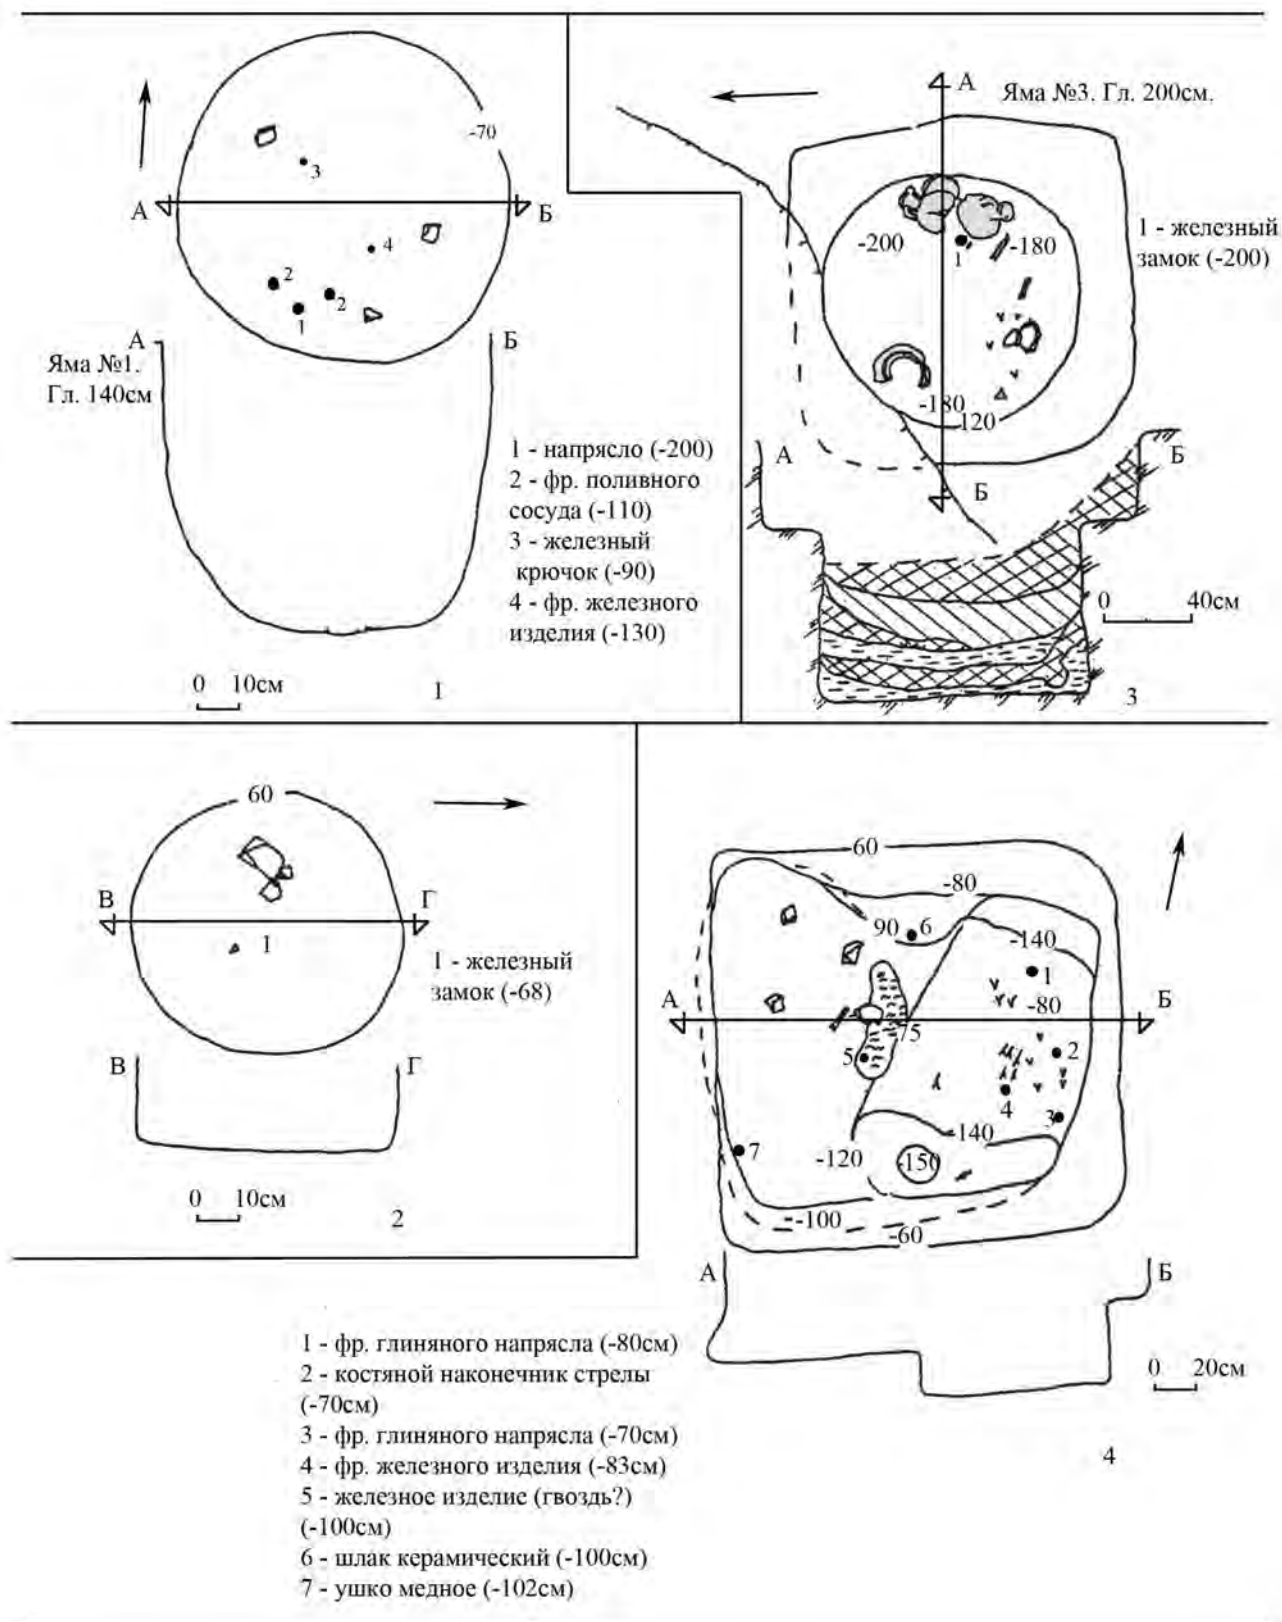 -70
3
А
Б
4
2
2
1
А
Б
Яма №1.
Гл. 140см
1 - напрясло (-200)
2 - фр. поливного
сосуда (-110)
3 - железный
крючок (-90)
4 - фр. железного
изделия (-130)
0 10см
1
А
Яма №3. Гл. 200см.
-200
1
-180
1 - железный
замок (-200)
-180
120
А
Б
Б
0 40см
3
60
В
Г
1
1 - железный
замок (-68)
В
Г
0 10см
2
60
-80
90
6
-140
1
А
-80
Б
75
5
2
4
3
-140
7
-120
-150
-100
-60
А
Б
0 20см
4
1 - фр. глиняного напрясла (-80см)
2 - костяной наконечник стрелы
(-70см)
3 - фр. глиняного напрясла (-70см)
4 - фр. железного изделия (-83см)
5 - железное изделие (гвоздь?)
(-100см)
6 - шлак керамический (-100см)
7 - ушко медное (-102см)